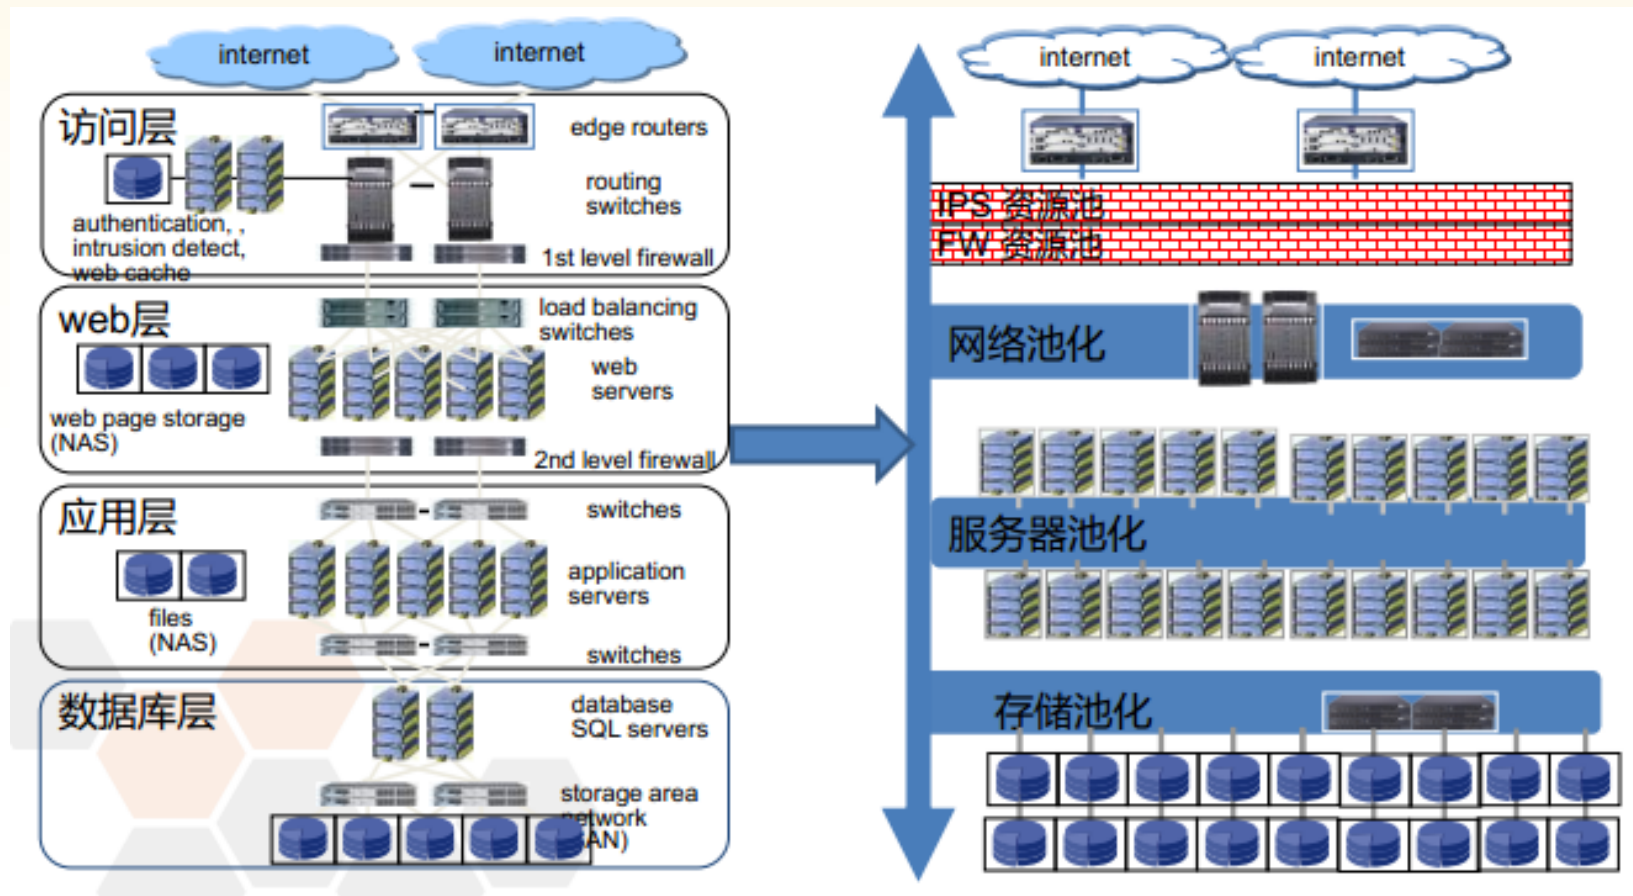 internet
internet
访问层
edge routers
routing
switches
authentication, ,
intrusion detect,
web cache
1st level firewall
web层
load balancing
switches
web
servers
web page storage
(NAS)
2nd level firewall
应用层
switches
application
servers
files
(NAS)
switches
数据库层
database
SQL servers
storage area
network
(SAN)
internet
internet
IPS 资源池
FW 资源池
网络池化
服务器池化
存储池化